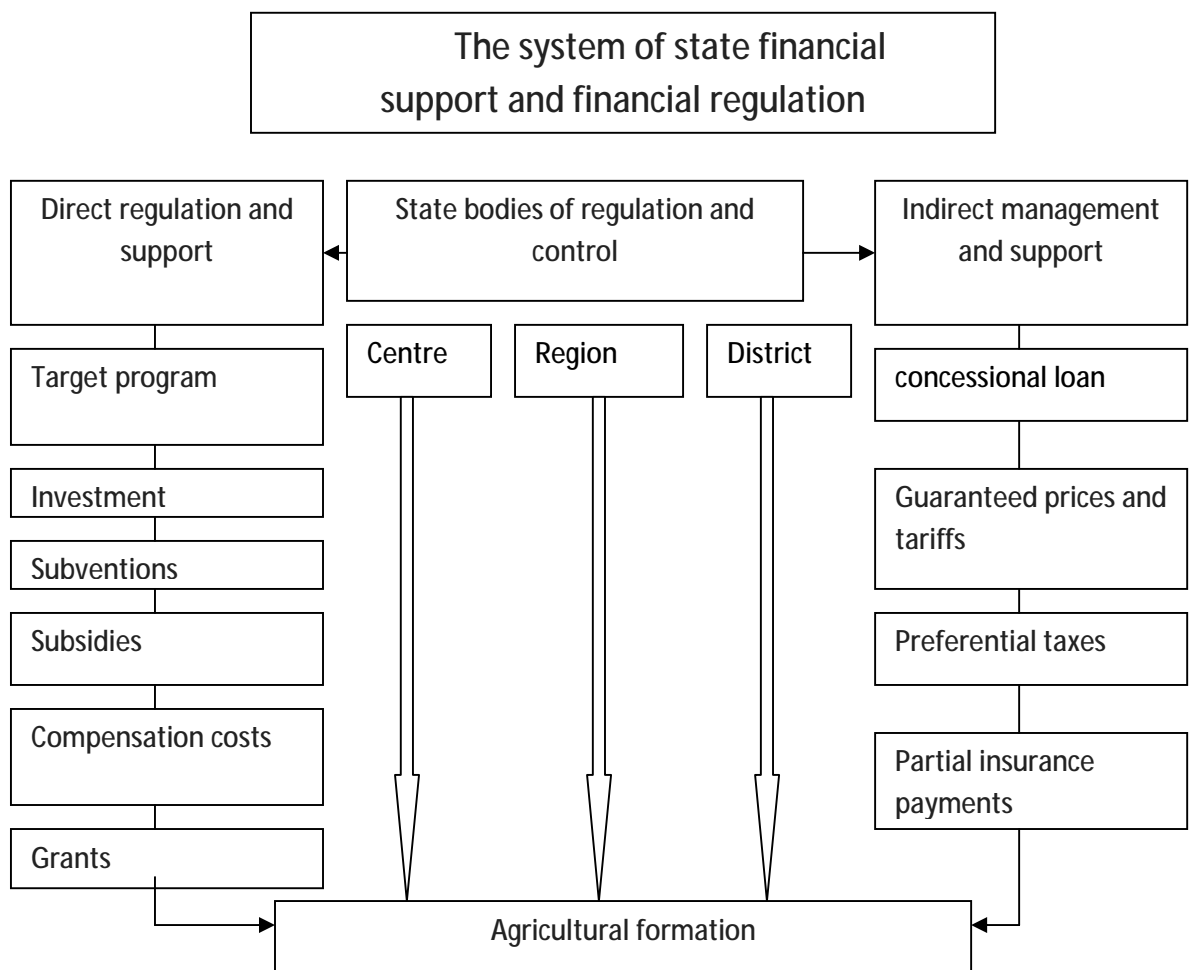 The system of state financial
support and financial regulation
Direct regulation and
support
State bodies of regulation and
control
Indirect management
and support
Centre
Region
District
Target program
concessional loan
Investment
Guaranteed prices and
tariffs
Subventions
Subsidies
Preferential taxes
Compensation costs
Partial insurance
payments
Grants
Agricultural formation